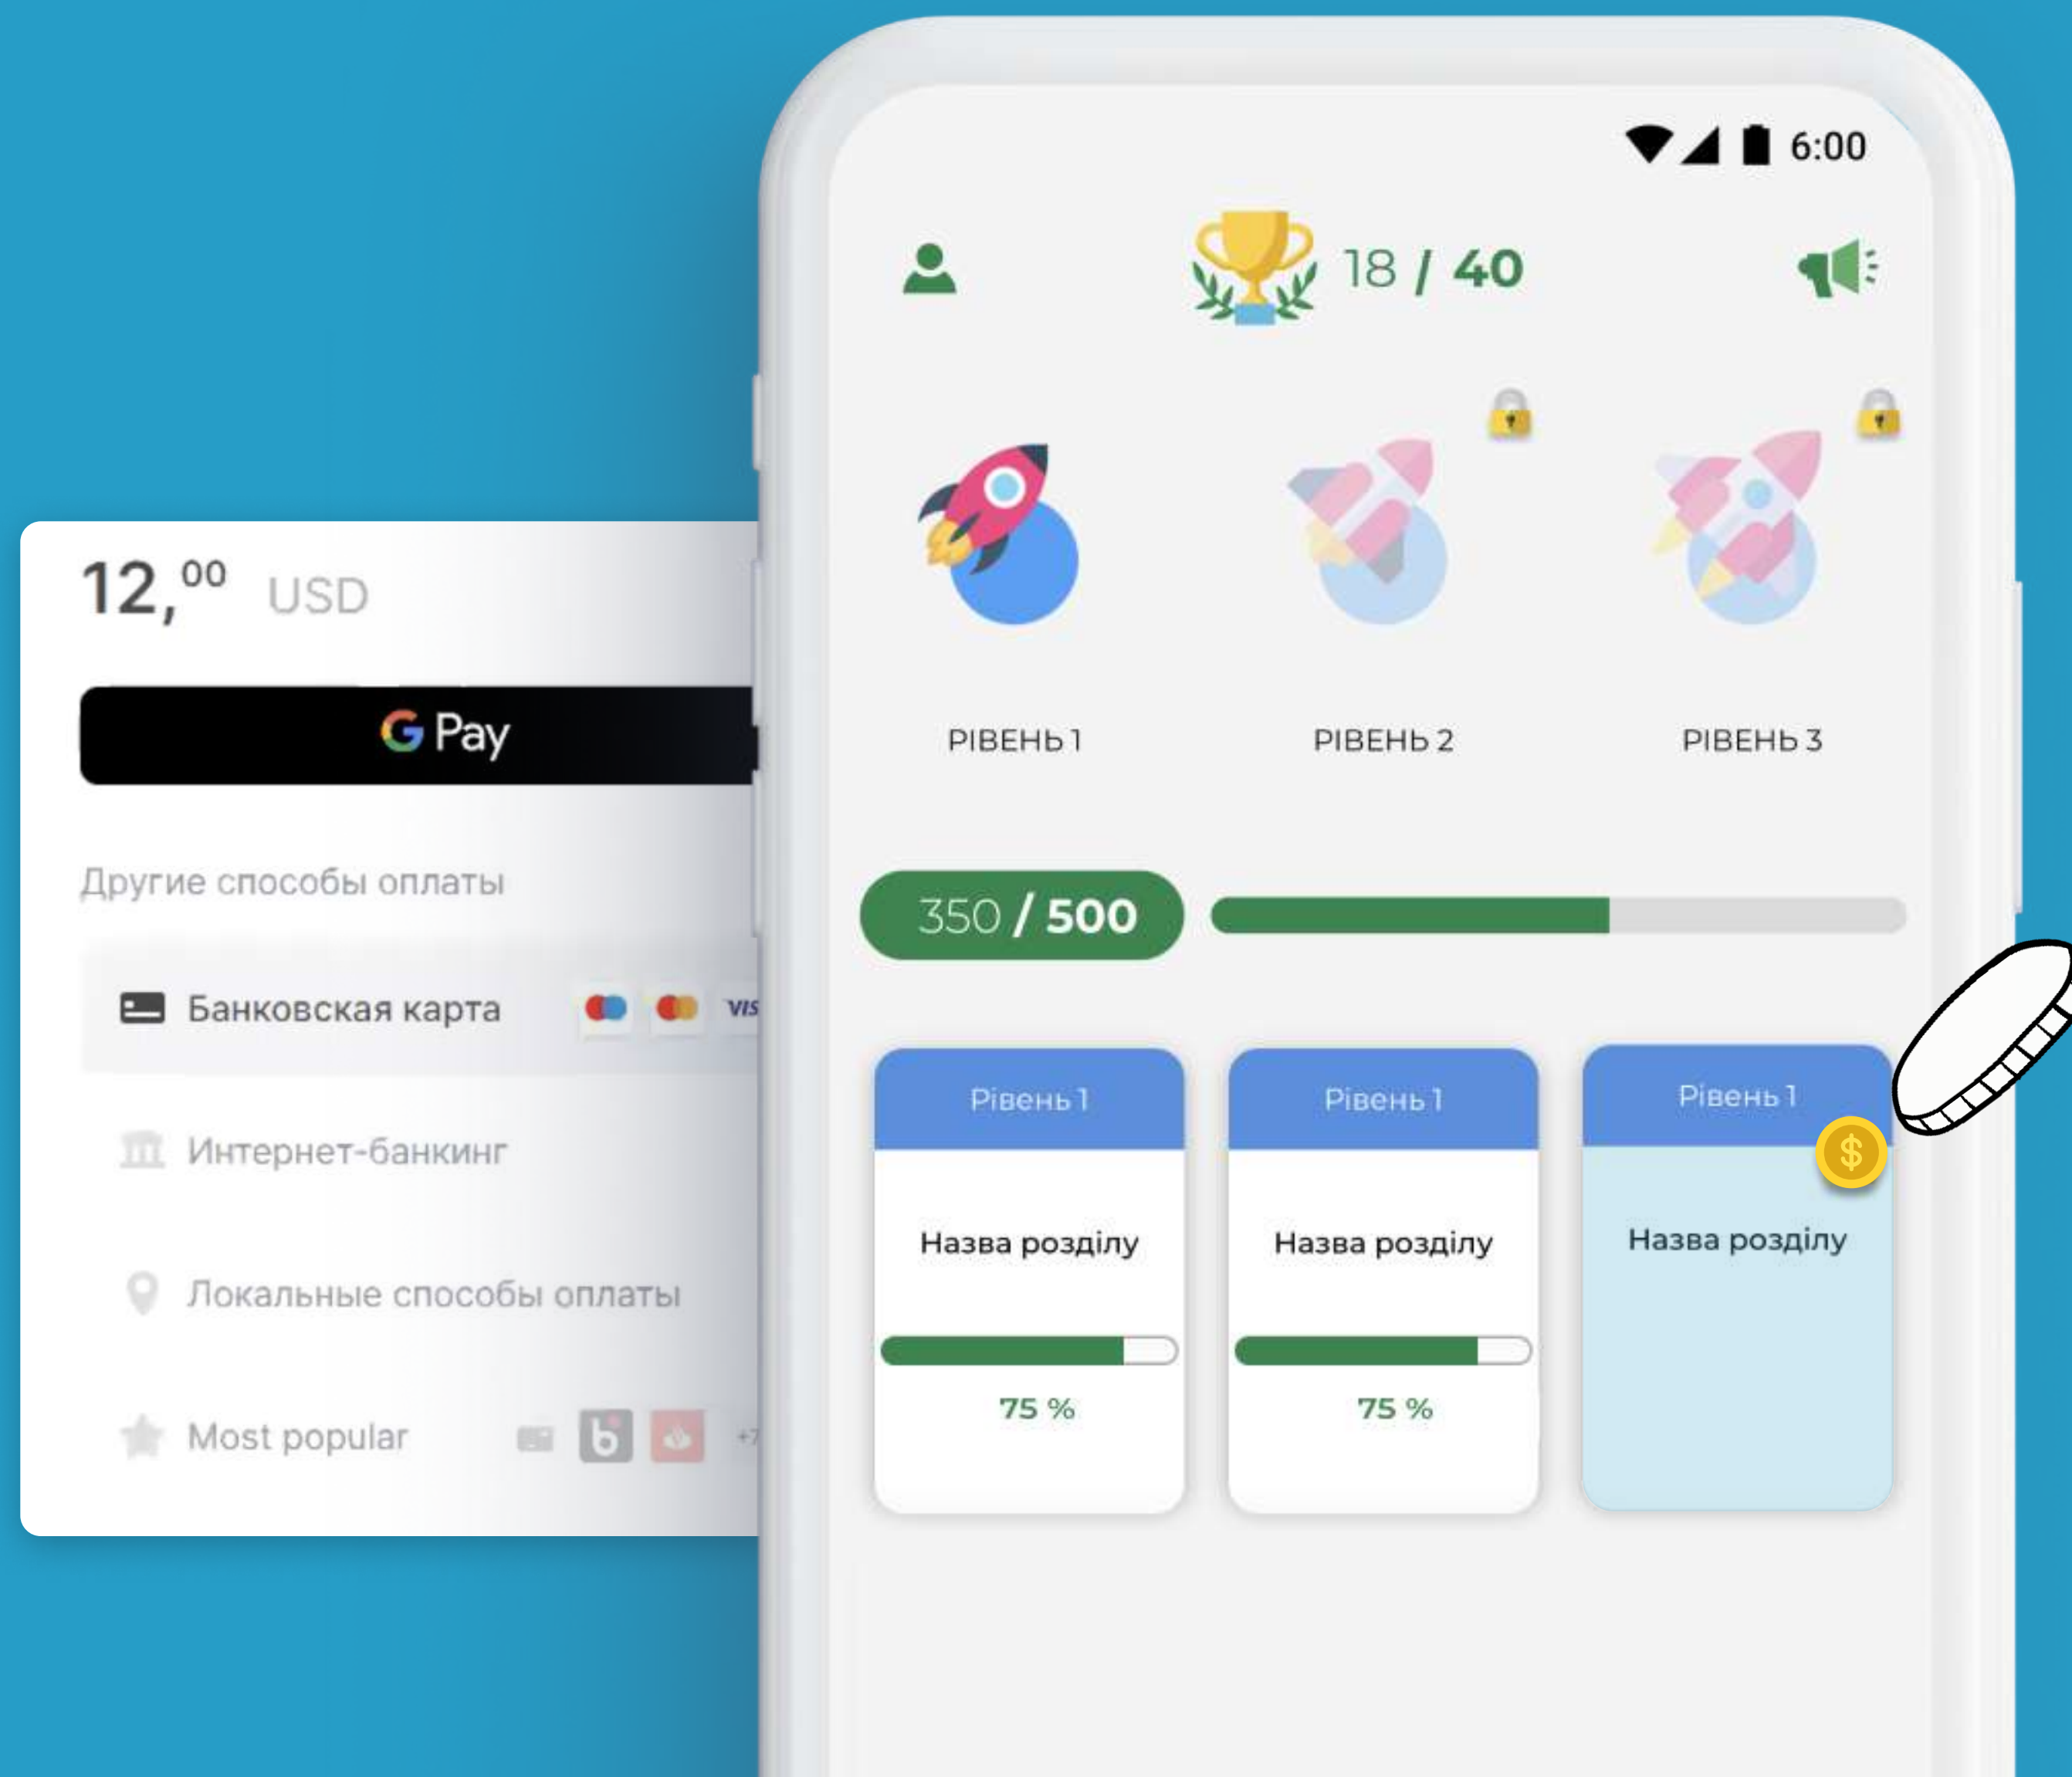 12,00 USD
G Pay
Другие способы оплаты
Банковская карта VIS
Интернет-банкинг
Локальные способы оплаты
Most popular b +7
6:00
18 / 40
РІВЕНЬ 1 РІВЕНЬ 2 РІВЕНЬ 3
350 / 500
Рівень 1 Рівень 1 Рівень 1
$
Назва розділу Назва розділу Назва розділу
75 % 75 %